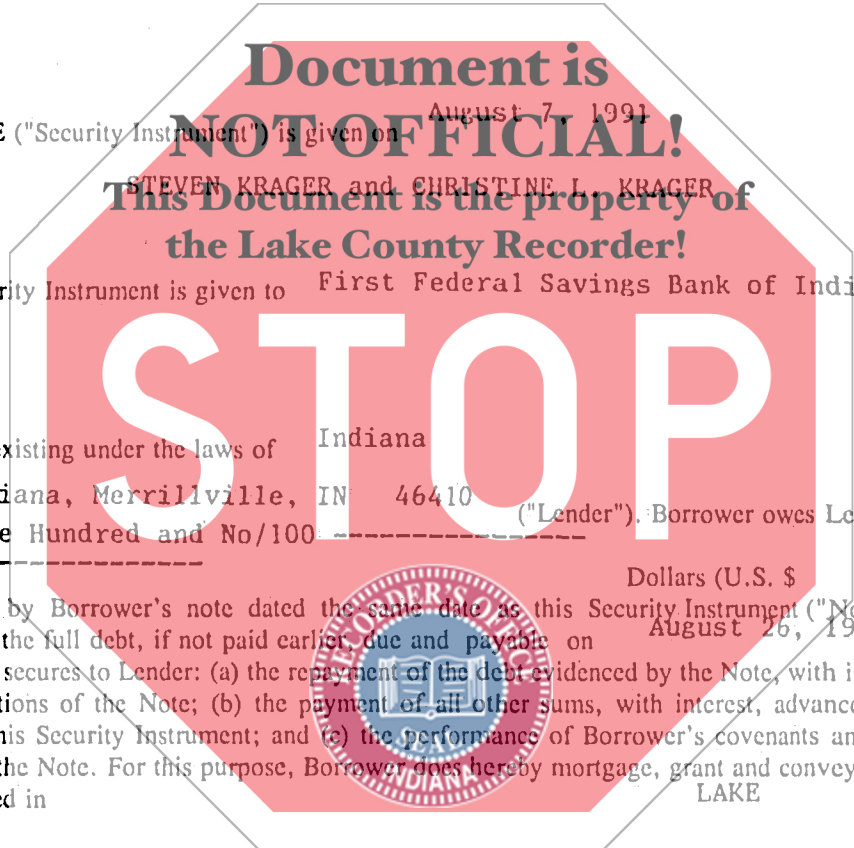 Document is
August 7, 1991
("Security Instrument") is given on
NOT OFFICIAL!
STEVEN KRAGER and CHRISTINE L. KRAGER
This Document is the property of
the Lake County Recorder!
rity Instrument is given to First Federal Savings Bank of Indi
STOP
xisting under the laws of Indiana
iana, Merrillville, IN 46410
("Lender"). Borrower owes Le
e Hundred and No/100 --------------------
--------------------
Dollars (U.S. $
by Borrower's note dated the same date as this Security Instrument ("No
the full debt, if not paid earlier, due and payable on August 26, 19
secures to Lender: (a) the repayment of the debt evidenced by the Note, with i
tions of the Note; (b) the payment of all other sums, with interest, advance
his Security Instrument; and (c) the performance of Borrower's covenants an
the Note. For this purpose, Borrower does hereby mortgage, grant and convey
ed in LAKE
RECORDER'S OFFICE
SEAL
INDIANA